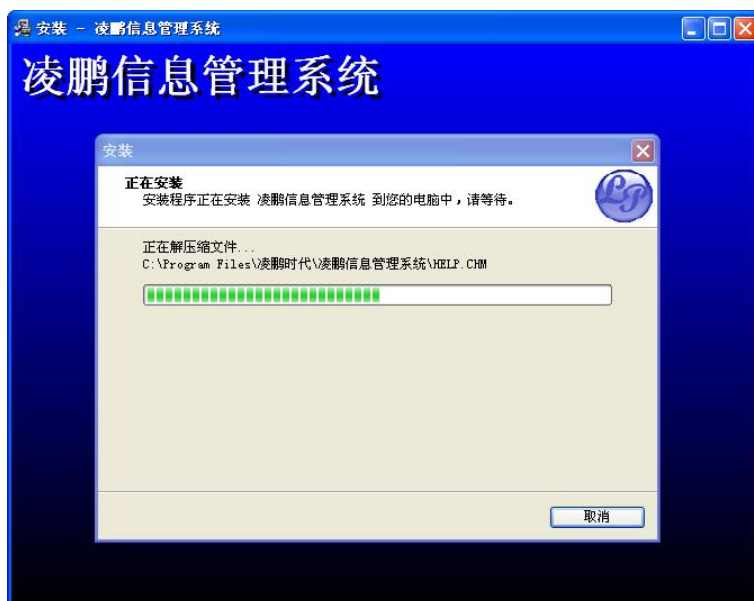 安装 - 凌鹏信息管理系统
凌鹏信息管理系统
安装
正在安装
安装程序正在安装 凌鹏信息管理系统 到您的电脑中，请等待。
LP
正在解压缩文件...
C:\Program Files\凌鹏时代\凌鹏信息管理系统\HELP.CHM
取消